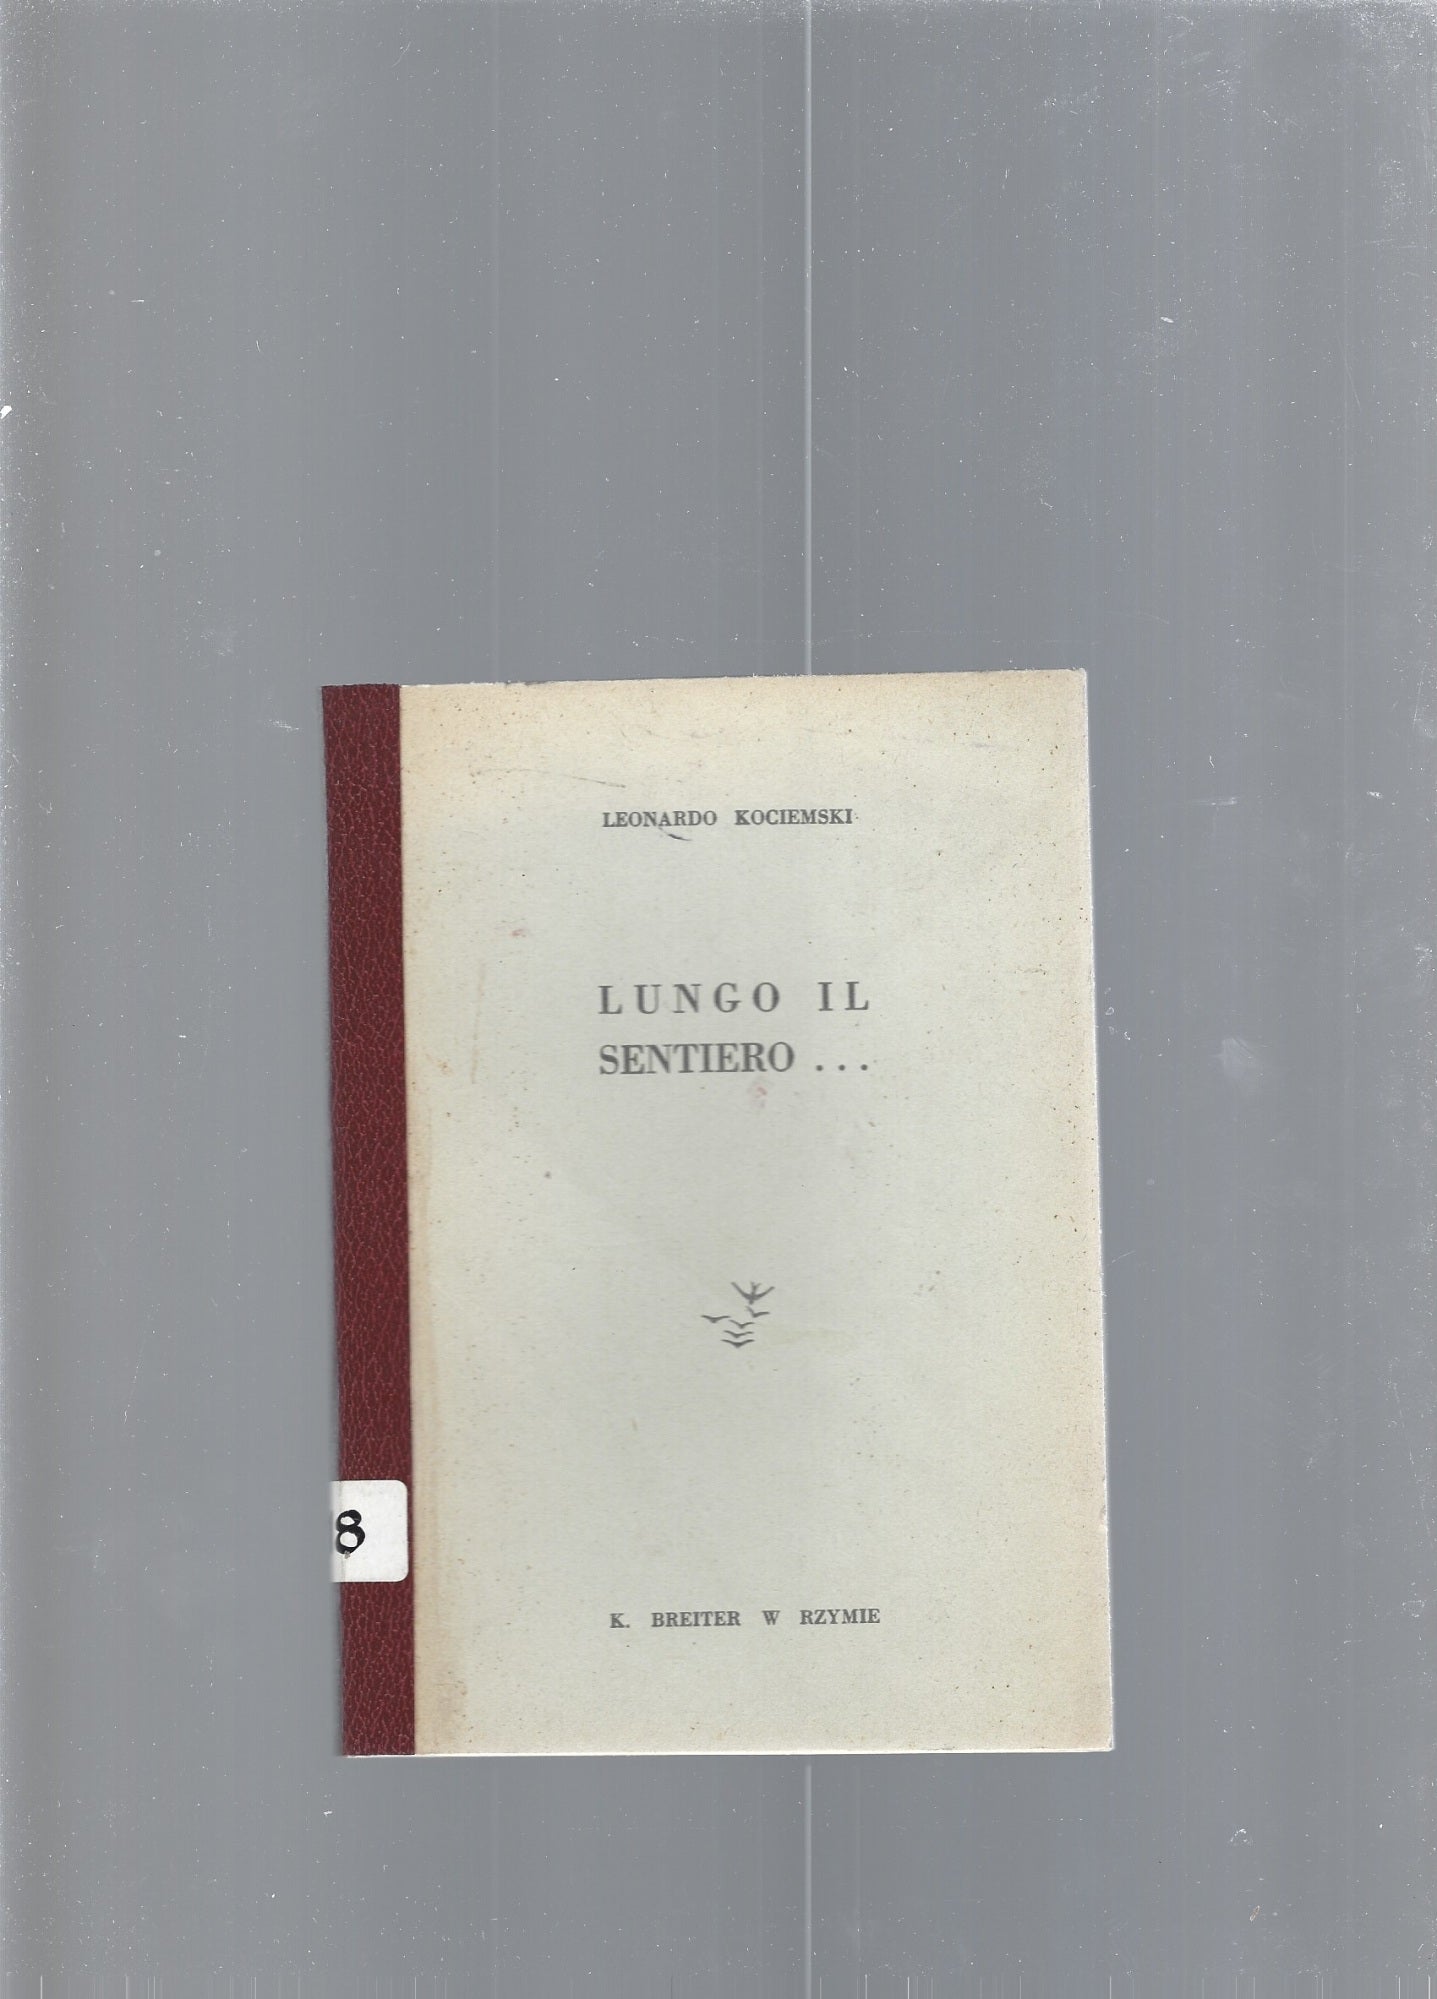 LEONARDO KOCIEMSKI
LUNGO IL
SENTIERO ...
8
K. BREITER W RZYMIE